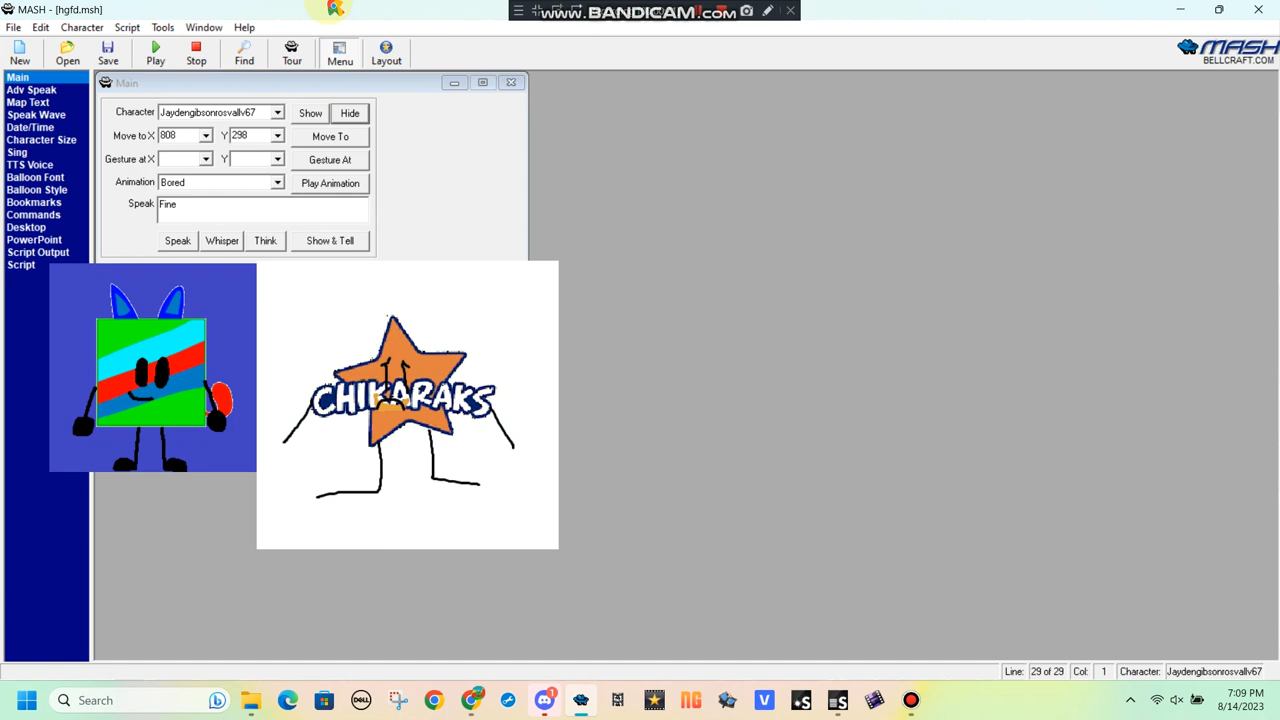 MASH - [hgfd.msh]
www.BANDICAM.com
File Edit Character Script Tools Window Help
New Open Save Play Stop Find Tour Menu Layout
MASH
BELLCRAFT.COM
Main
Adv Speak
Map Text
Speak Wave
Date/Time
Character Size
Sing
TTS Voice
Balloon Font
Balloon Style
Bookmarks
Commands
Desktop
PowerPoint
Script Output
Script
Main
Character Jaydengibsonrosvallv67 Show Hide
Move to X 808 Y 298 Move To
Gesture at X Y Gesture At
Animation Bored Play Animation
Speak Fine
Speak Whisper Think Show & Tell
CHIKARAKS
Line: 29 of 29 Col: 1 Character: Jaydengibsonrosvallv67
Search
DELL
1
NG
V
S
S
7:09 PM
8/14/2023